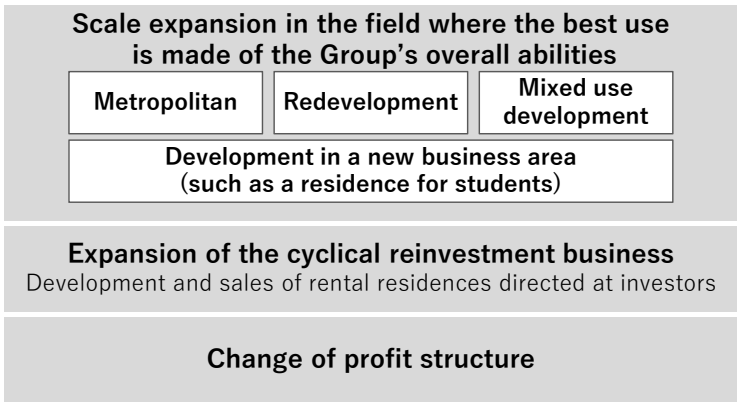 Scale expansion in the field where the best use
is made of the Group’s overall abilities
Metropolitan
Redevelopment
Mixed use
development
Development in a new business area
(such as a residence for students)
Expansion of the cyclical reinvestment business
Development and sales of rental residences directed at investors
Change of profit structure